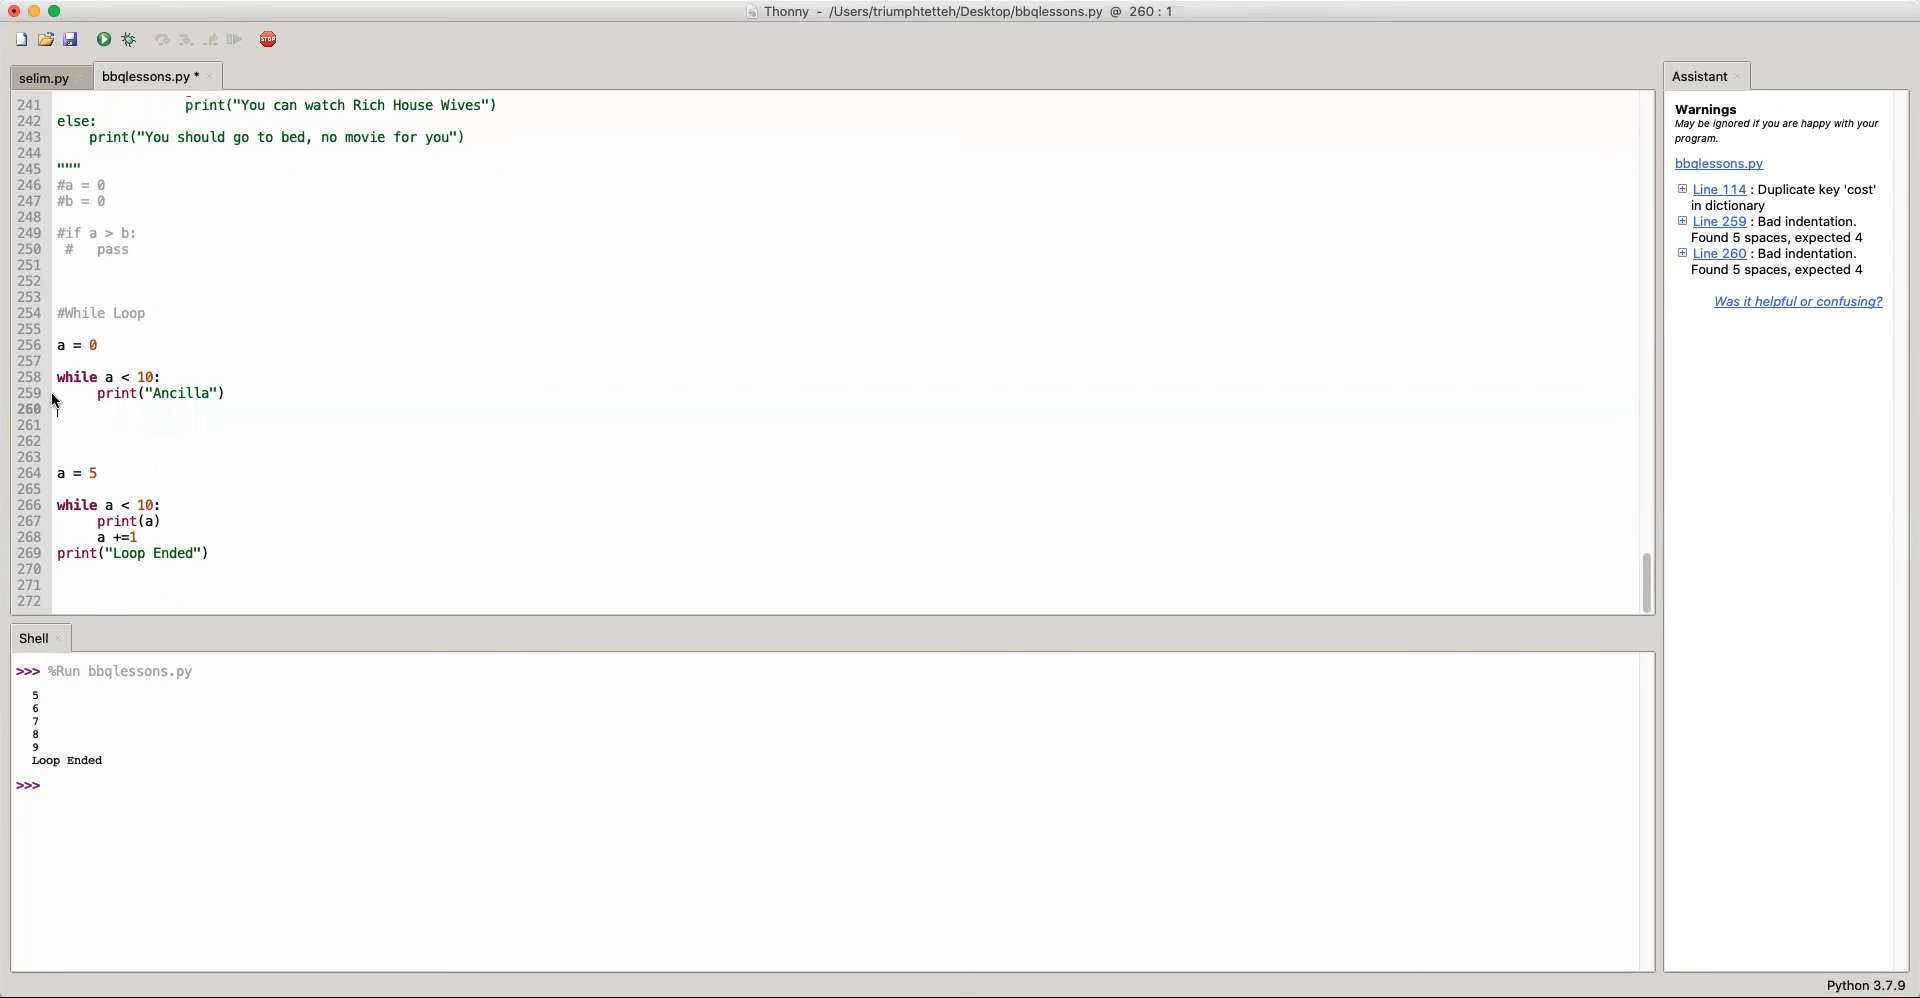 Thonny - /Users/triumphtetteh/Desktop/bbqlessons.py @ 260 : 1
STOP
selim.py
bbqlessons.py *
241 print("You can watch Rich House Wives")
242 else:
243 print("You should go to bed, no movie for you")
244
245 """
246 #a = 0
247 #b = 0
248
249 #if a > b:
250 # pass
251
252
253
254 #While Loop
255
256 a = 0
257
258 while a < 10:
259 print("Ancilla")
260
261
262
263
264 a = 5
265
266 while a < 10:
267 print(a)
268 a +=1
269 print("Loop Ended")
270
271
272
Shell
>>> %Run bbqlessons.py
5
6
7
8
9
Loop Ended
>>>
Assistant
Warnings
May be ignored if you are happy with your
program.
bbqlessons.py
Line 114 : Duplicate key 'cost'
in dictionary
Line 259 : Bad indentation.
Found 5 spaces, expected 4
Line 260 : Bad indentation.
Found 5 spaces, expected 4
Was it helpful or confusing?
Python 3.7.9